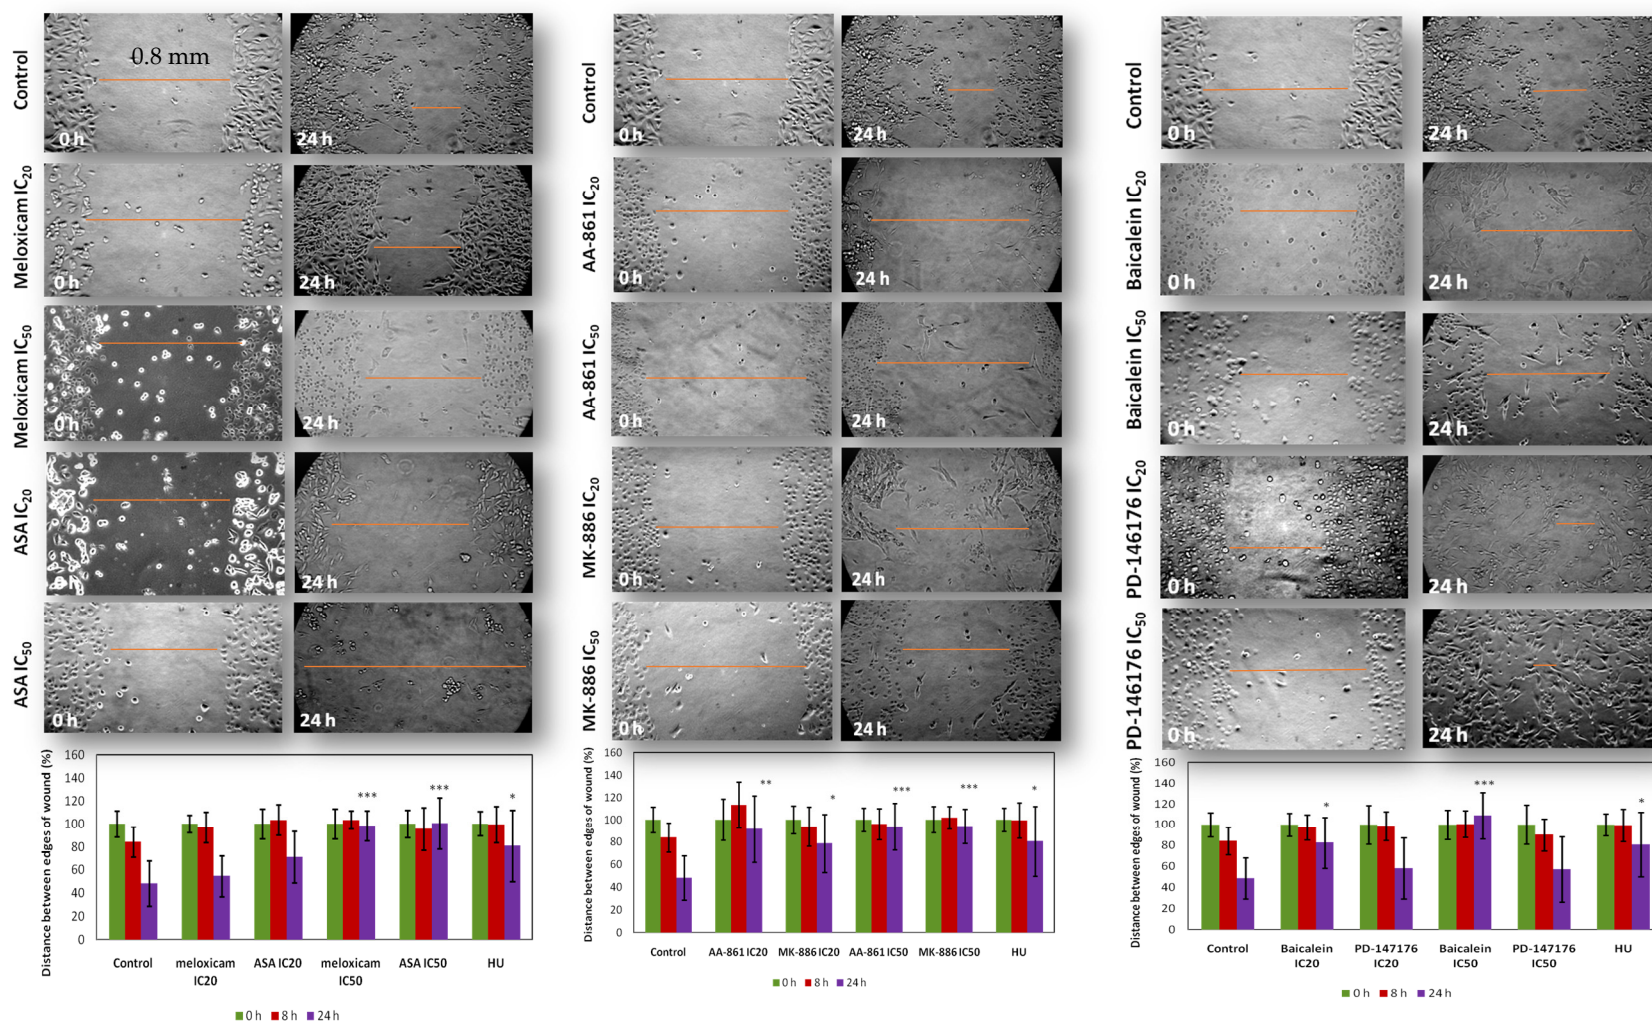 Control
0.8 mm
0 h
24 h
Meloxicam IC20
0 h
24 h
Meloxicam IC50
0 h
24 h
ASA IC20
0 h
24 h
ASA IC50
0 h
24 h
Distance between edges of wound (%)
160
140
120
100
80
60
40
20
0
***
***
*
Control
meloxicam
IC20
ASA IC20
meloxicam
IC50
ASA IC50
HU
0 h 8 h 24 h
Control
0 h
24 h
AA-861 IC20
0 h
24 h
AA-861 IC50
0 h
24 h
MK-886 IC20
0 h
24 h
MK-886 IC50
0 h
24 h
Distance between edges of wound (%)
160
140
120
100
80
60
40
20
0
**
*
***
***
*
Control
AA-861 IC20
MK-886 IC20
AA-861 IC50
MK-886 IC50
HU
0 h 8 h 24 h
Control
0 h
24 h
Baicalein IC20
0 h
24 h
Baicalein IC50
0 h
24 h
PD-146176 IC20
0 h
24 h
PD-146176 IC50
0 h
24 h
Distance between edges of wound (%)
160
140
120
100
80
60
40
20
0
*
***
*
Control
Baicalein
IC20
PD-147176
IC20
Baicalein
IC50
PD-147176
IC50
HU
0 h 8 h 24 h